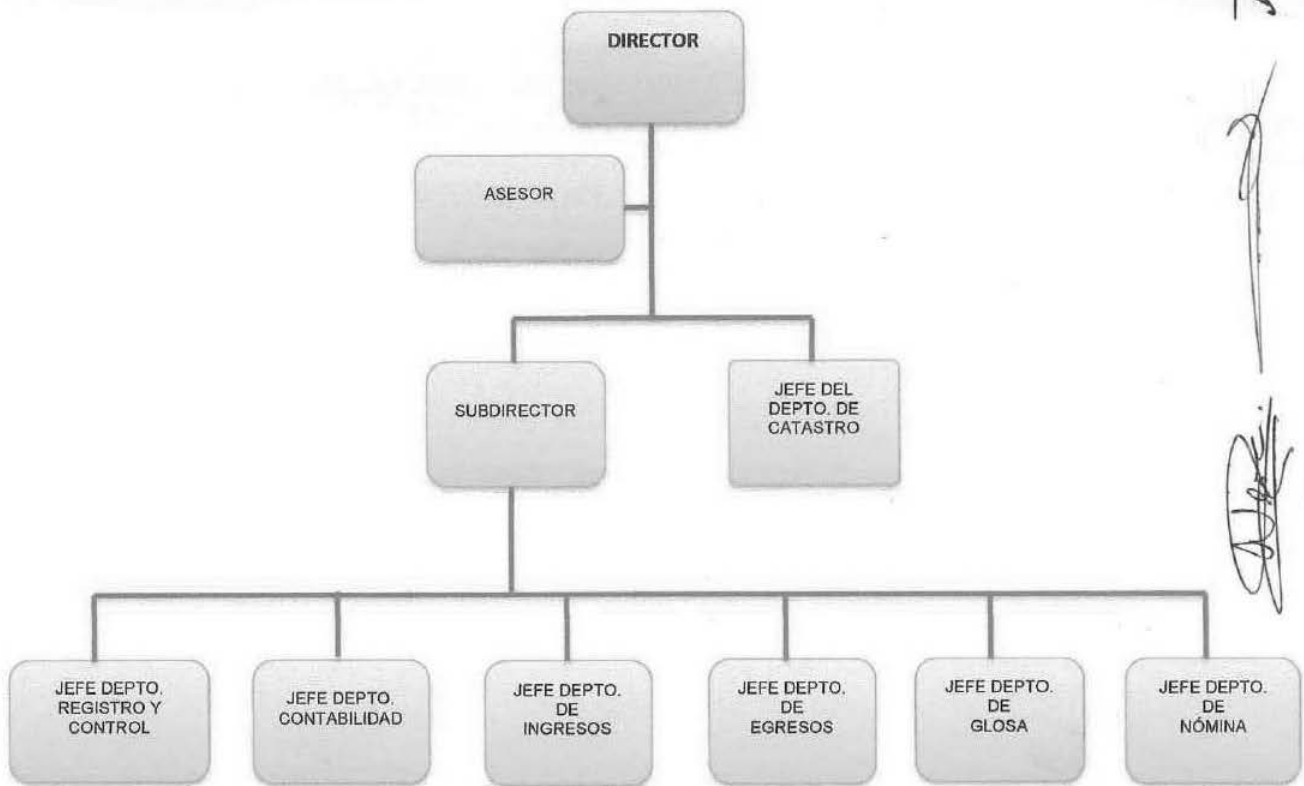 DIRECTOR
ASESOR
SUBDIRECTOR
JEFE DEL
DEPTO. DE
CATASTRO
JEFE DEPTO.
REGISTRO Y
CONTROL
JEFE DEPTO.
CONTABILIDAD
JEFE DEPTO.
DE
INGRESOS
JEFE DEPTO.
DE
EGRESOS
JEFE DEPTO.
DE
GLOSA
JEFE DEPTO.
DE
NÓMINA